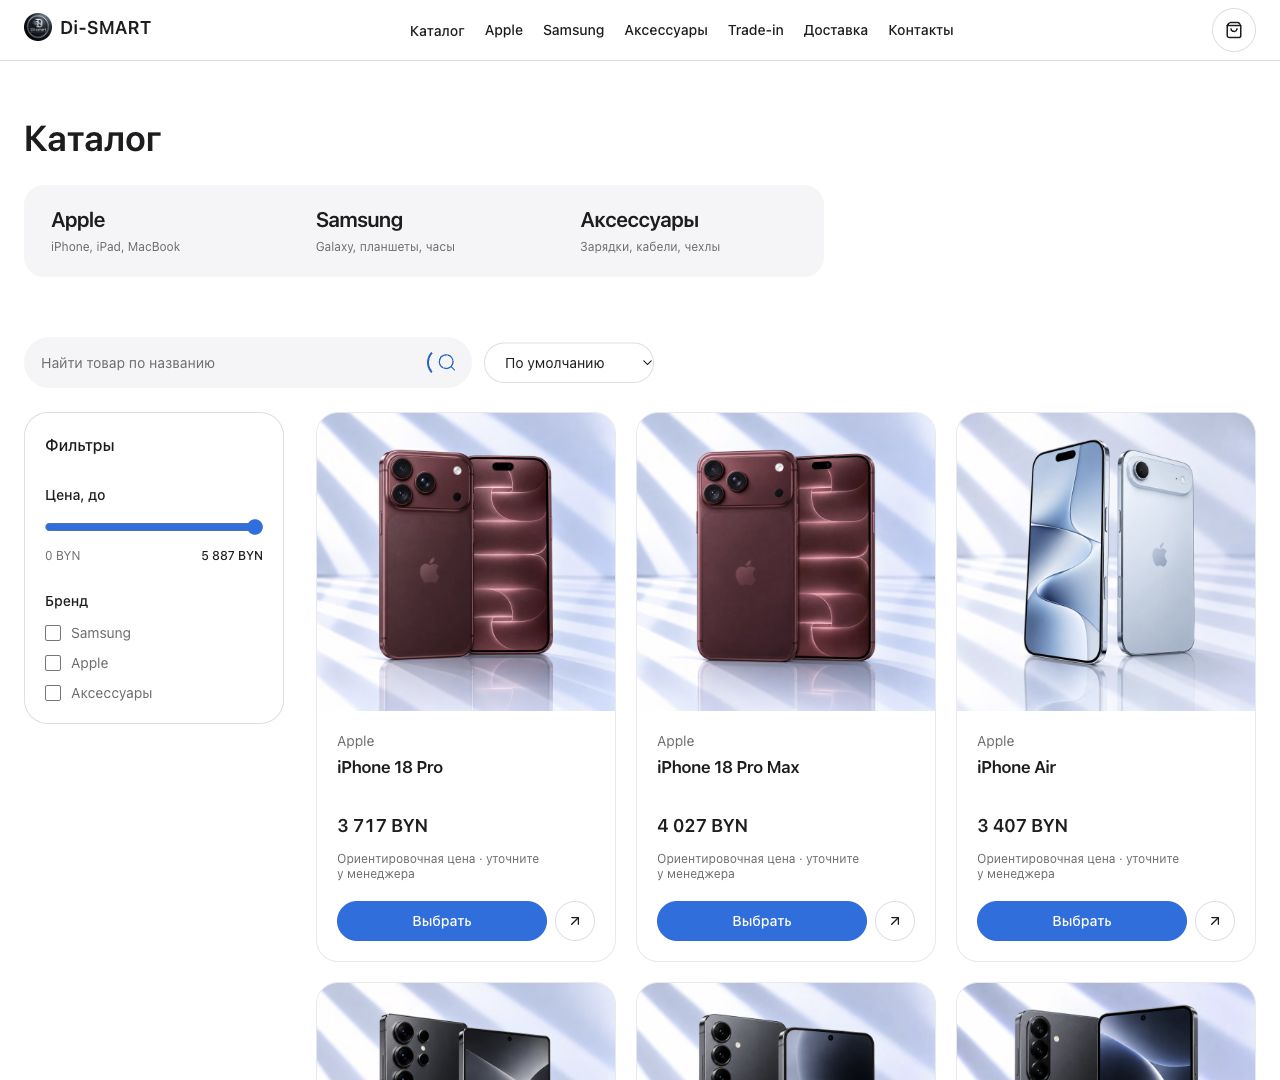 Di-SMART
Каталог
Apple
Samsung
Аксессуары
Trade-in
Доставка
Контакты
Каталог
Apple
iPhone, iPad, MacBook
Samsung
Galaxy, планшеты, часы
Аксессуары
Зарядки, кабели, чехлы
Найти товар по названию
По умолчанию
Фильтры
Цена, до
0 BYN
5 887 BYN
Бренд
Samsung
Apple
Аксессуары
Apple
iPhone 18 Pro
3 717 BYN
Ориентировочная цена · уточните
у менеджера
Выбрать
Apple
iPhone 18 Pro Max
4 027 BYN
Ориентировочная цена · уточните
у менеджера
Выбрать
Apple
iPhone Air
3 407 BYN
Ориентировочная цена · уточните
у менеджера
Выбрать